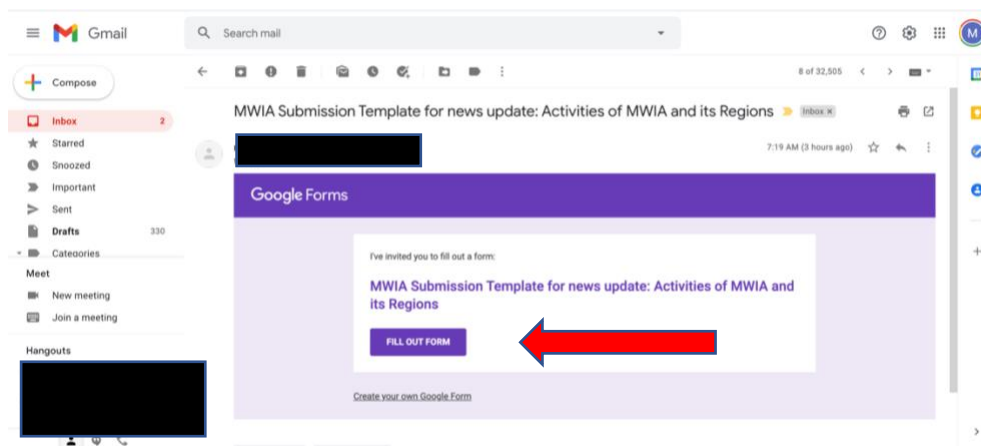 Gmail
Search mail
M
Compose
8 of 32,505
Inbox 2
Starred
Snoozed
Important
Sent
Drafts 330
Categories
Meet
New meeting
Join a meeting
Hangouts
MWIA Submission Template for news update: Activities of MWIA and its Regions Inbox ×
7:19 AM (3 hours ago)
Google Forms
I've invited you to fill out a form:
MWIA Submission Template for news update: Activities of MWIA and
its Regions
FILL OUT FORM
Create your own Google Form